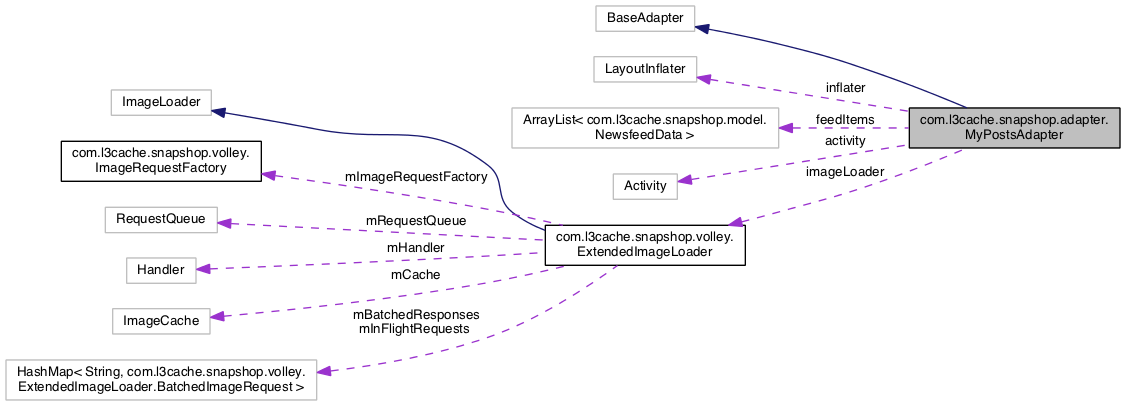 BaseAdapter
LayoutInflater
inflater
ImageLoader
ArrayList< com.l3cache.snapshop.model.
NewsfeedData >
feedItems
com.l3cache.snapshop.adapter.
MyPostsAdapter
activity
com.l3cache.snapshop.volley.
ImageRequestFactory
mImageRequestFactory
Activity
imageLoader
RequestQueue
mRequestQueue
com.l3cache.snapshop.volley.
ExtendedImageLoader
mHandler
Handler
mCache
ImageCache
mBatchedResponses
mInFlightRequests
HashMap< String, com.l3cache.snapshop.volley.
ExtendedImageLoader.BatchedImageRequest >